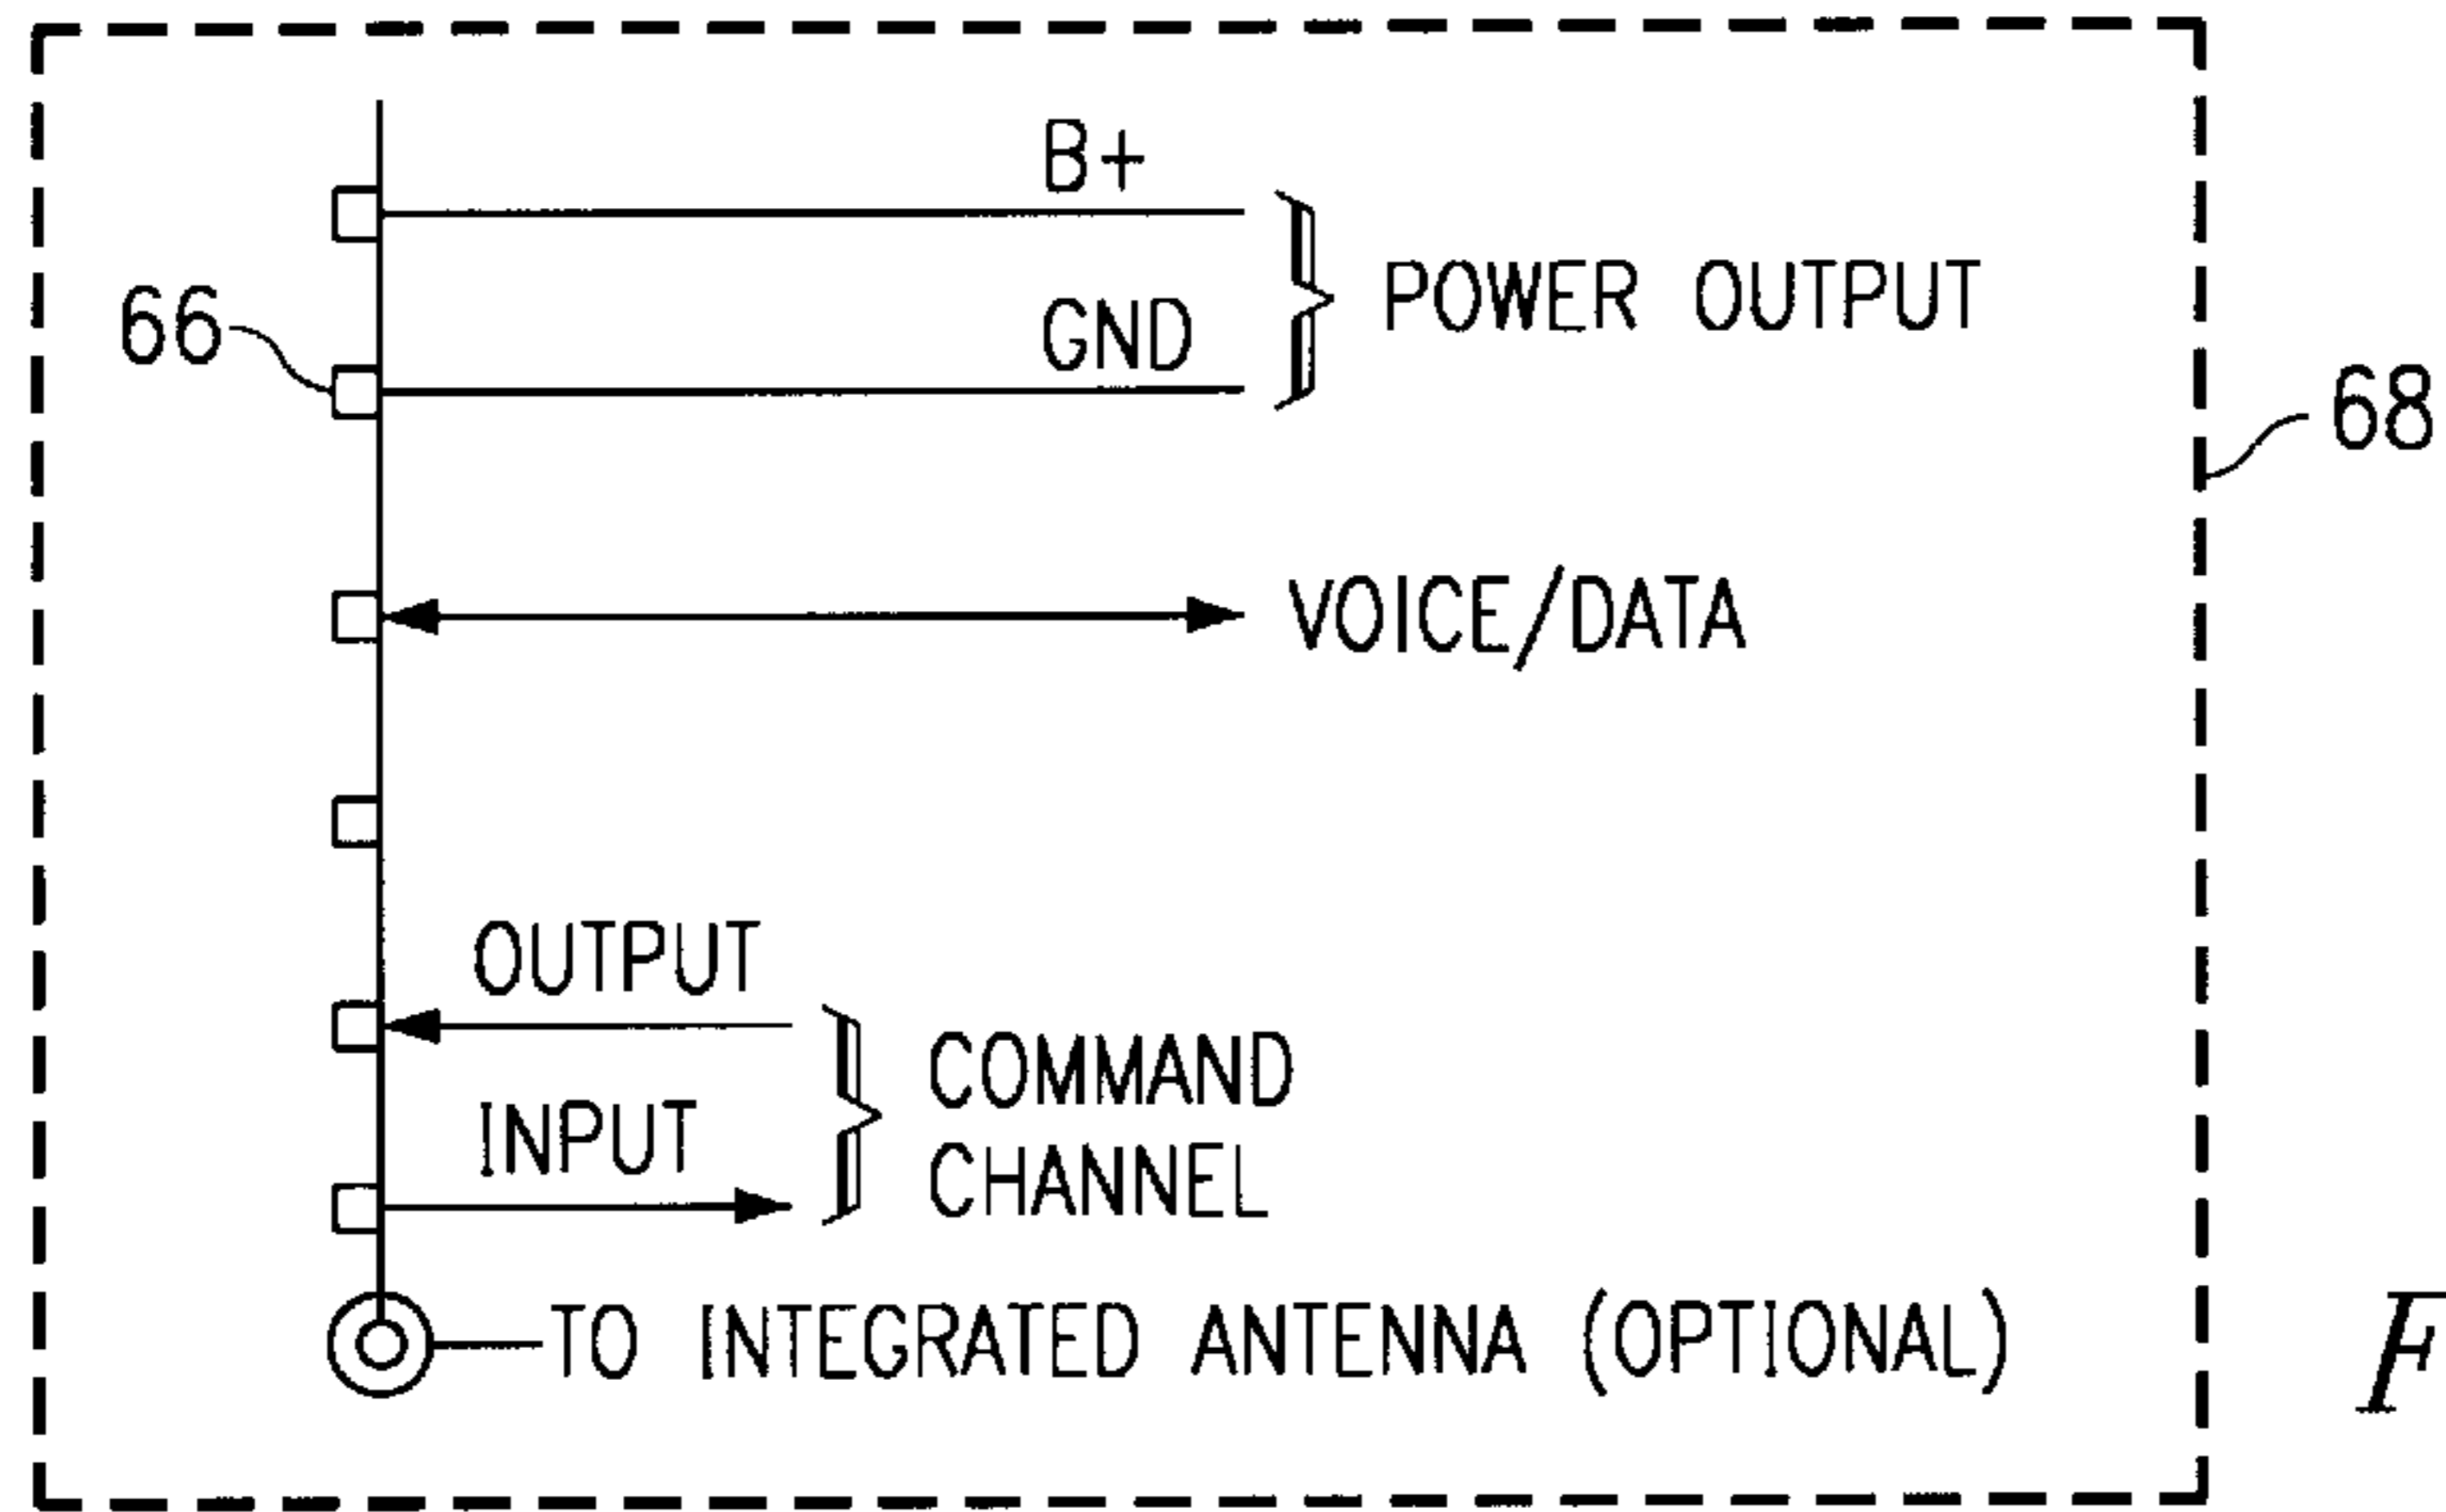 B+
GND
POWER OUTPUT
66
68
VOICE/DATA
OUTPUT
INPUT
COMMAND
CHANNEL
TO INTEGRATED ANTENNA (OPTIONAL)
F